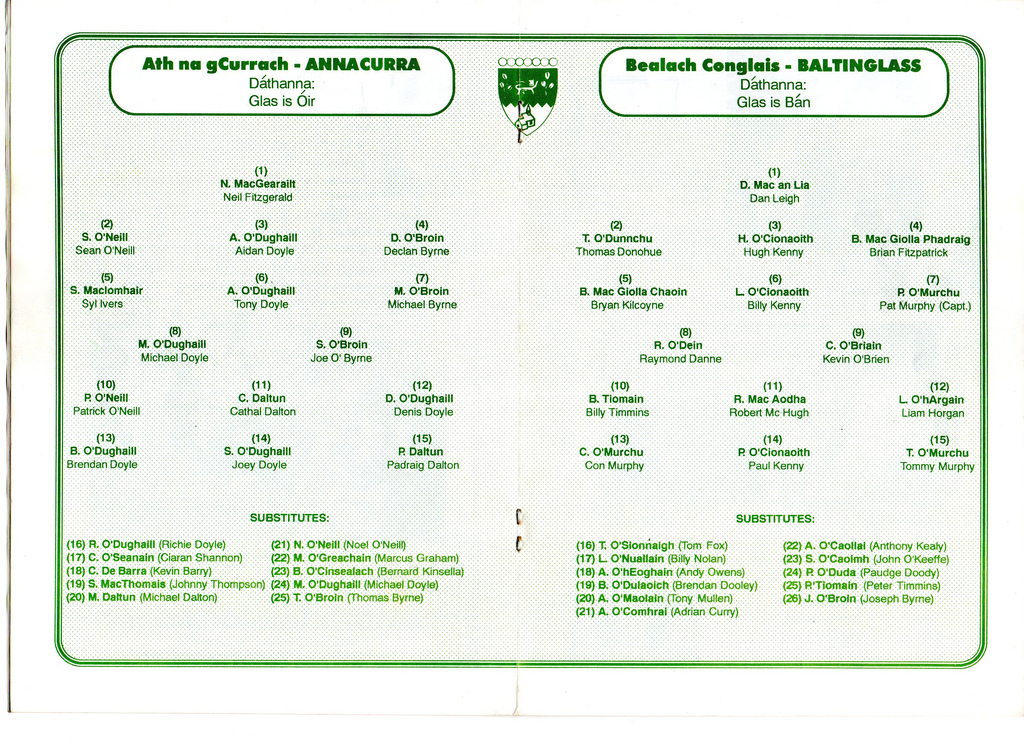 Ath na gCurrach - ANNACURRA
Dáthanna:
Glas is Óir
(1)
N. MacGearailt
Neil Fitzgerald
(2) (3) (4)
S. O'Neill A. O'Dughaill D. O'Broin
Sean O'Neill Aidan Doyle Declan Byrne
(5) (6) (7)
S. MacIomhair A. O'Dughaill M. O'Broin
Syl Ivers Tony Doyle Michael Byrne
(8) (9)
M. O'Dughaill S. O'Broin
Michael Doyle Joe O' Byrne
(10) (11) (12)
P. O'Neill C. Daltun D. O'Dughaill
Patrick O'Neill Cathal Dalton Denis Doyle
(13) (14) (15)
B. O'Dughaill S. O'Dughaill P. Daltun
Brendan Doyle Joey Doyle Padraig Dalton
SUBSTITUTES:
(16) R. O'Dughaill (Richie Doyle) (21) N. O'Neill (Noel O'Neill)
(17) C. O'Seanain (Ciaran Shannon) (22) M. O'Greachain (Marcus Graham)
(18) C. De Barra (Kevin Barry) (23) B. O'Cinsealach (Bernard Kinsella)
(19) S. MacThomais (Johnny Thompson) (24) M. O'Dughaill (Michael Doyle)
(20) M. Daltun (Michael Dalton) (25) T. O'Broin (Thomas Byrne)
Bealach Conglais - BALTINGLASS
Dáthanna:
Glas is Bán
(1)
D. Mac an Lia
Dan Leigh
(2) (3) (4)
T. O'Dunnchu H. O'Cionaoith B. Mac Giolla Phadraig
Thomas Donohue Hugh Kenny Brian Fitzpatrick
(5) (6) (7)
B. Mac Giolla Chaoin L. O'Cionaoith P. O'Murchu
Bryan Kilcoyne Billy Kenny Pat Murphy (Capt.)
(8) (9)
R. O'Dein C. O'Briain
Raymond Danne Kevin O'Brien
(10) (11) (12)
B. Tiomain R. Mac Aodha L. O'hArgain
Billy Timmins Robert Mc Hugh Liam Horgan
(13) (14) (15)
C. O'Murchu P. O'Cionaoith T. O'Murchu
Con Murphy Paul Kenny Tommy Murphy
SUBSTITUTES:
(16) T. O'Sionnaigh (Tom Fox) (22) A. O'Caollai (Anthony Kealy)
(17) L. O'Nuallain (Billy Nolan) (23) S. O'Caoimh (John O'Keeffe)
(18) A. O'hEoghain (Andy Owens) (24) P. O'Duda (Paudge Doody)
(19) B. O'Dulaoich (Brendan Dooley) (25) P.'Tiomain (Peter Timmins)
(20) A. O'Maolain (Tony Mullen) (26) J. O'Broin (Joseph Byrne)
(21) A. O'Comhrai (Adrian Curry)